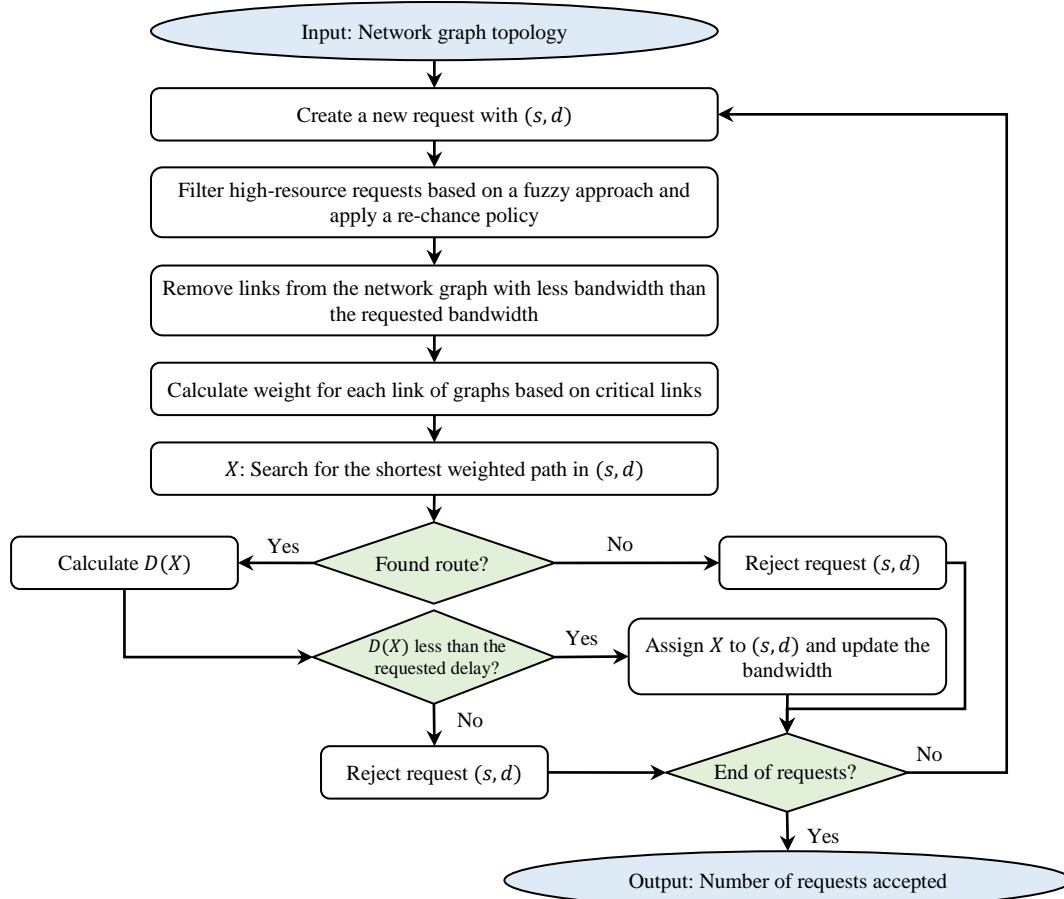 Input: Network graph topology
Create a new request with (s, d)
Filter high-resource requests based on a fuzzy approach and
apply a re-chance policy
Remove links from the network graph with less bandwidth than
the requested bandwidth
Calculate weight for each link of graphs based on critical links
X: Search for the shortest weighted path in (s, d)
Calculate D(X)
Yes
Found route?
No
Reject request (s, d)
D(X) less than the
requested delay?
Yes
Assign X to (s, d) and update the
bandwidth
No
Reject request (s, d)
End of requests?
No
Yes
Output: Number of requests accepted